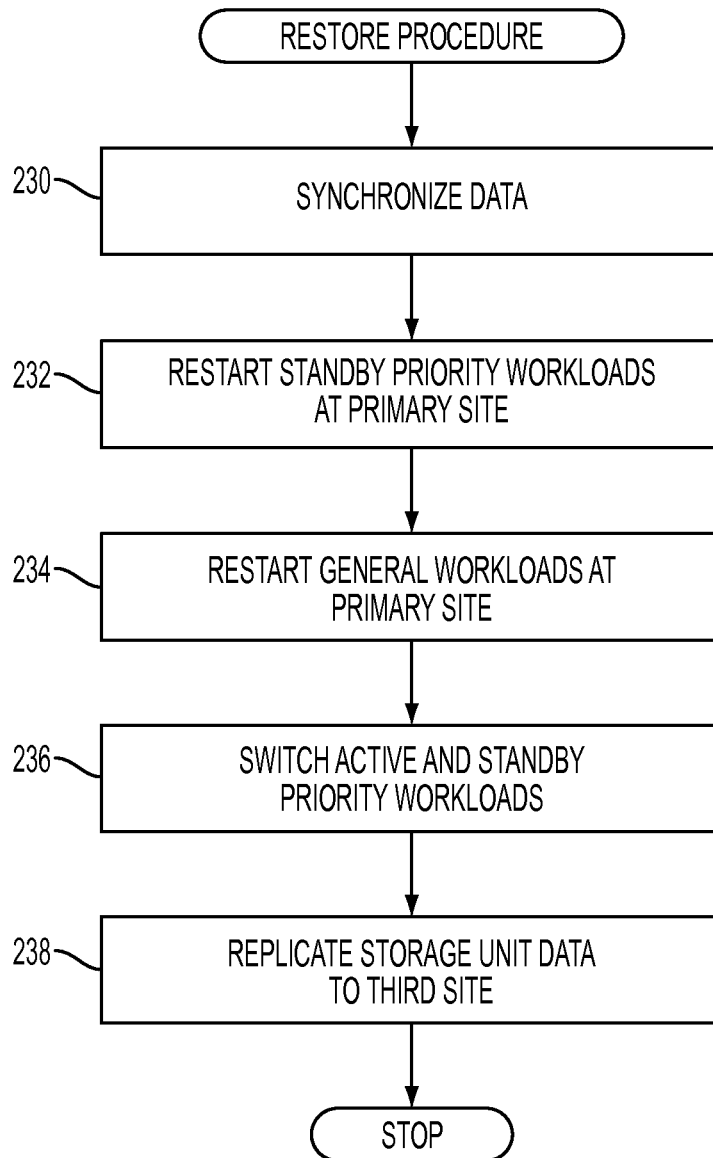 RESTORE PROCEDURE
230
SYNCHRONIZE DATA
232
RESTART STANDBY PRIORITY WORKLOADS
AT PRIMARY SITE
234
RESTART GENERAL WORKLOADS AT
PRIMARY SITE
236
SWITCH ACTIVE AND STANDBY
PRIORITY WORKLOADS
238
REPLICATE STORAGE UNIT DATA
TO THIRD SITE
STOP